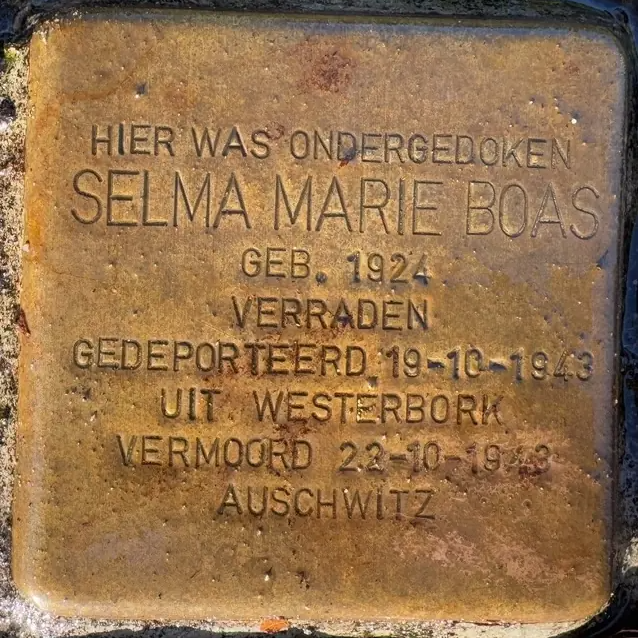 HIER WAS ONDERGEDOKEN
SELMA MARIE BOAS
GEB. 1924
VERRADEN
GEDEPORTEERD 19-10-1943
UIT WESTERBORK
VERMOORD 22-10-1943
AUSCHWITZ